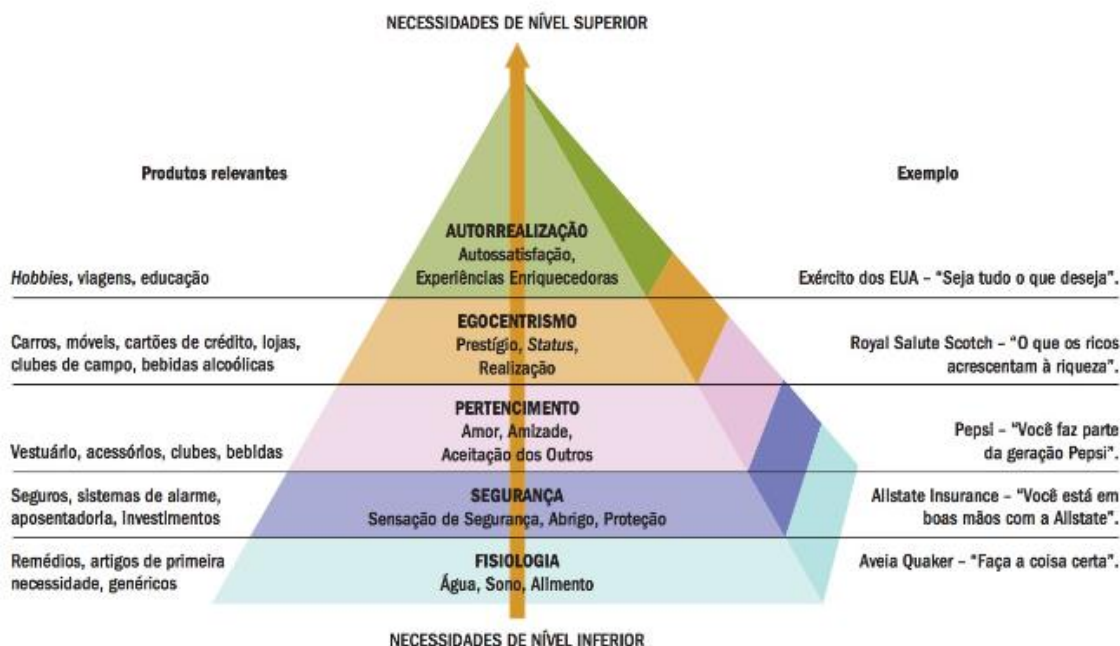 NECESSIDADES DE NÍVEL SUPERIOR
Produtos relevantes
Exemplo
AUTORREALIZAÇÃO
Autossatisfação,
Experiências Enriquecedoras
Hobbies, viagens, educação
Exército dos EUA – “Seja tudo o que deseja”.
EGOCENTRISMO
Prestígio, Status,
Realização
Carros, móveis, cartões de crédito, lojas,
clubes de campo, bebidas alcoólicas
Royal Salute Scotch – “O que os ricos
acrescentam à riqueza”.
PERTENCIMENTO
Amor, Amizade,
Aceitação dos Outros
Vestuário, acessórios, clubes, bebidas
Pepsi – “Você faz parte
da geração Pepsi”.
SEGURANÇA
Sensação de Segurança, Abrigo, Proteção
Seguros, sistemas de alarme,
aposentadoria, investimentos
Allstate Insurance – “Você está em
boas mãos com a Allstate”.
FISIOLOGIA
Água, Sono, Alimento
Remédios, artigos de primeira
necessidade, genéricos
Aveia Quaker – “Faça a coisa certa”.
NECESSIDADES DE NÍVEL INFERIOR